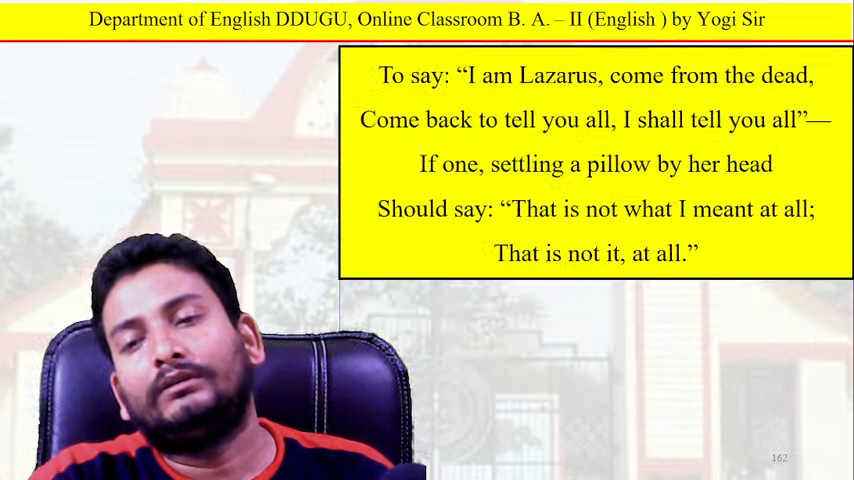 Department of English DDUGU, Online Classroom B. A. – II (English ) by Yogi Sir
To say: “I am Lazarus, come from the dead,
Come back to tell you all, I shall tell you all”—
If one, settling a pillow by her head
Should say: “That is not what I meant at all;
That is not it, at all.”
162